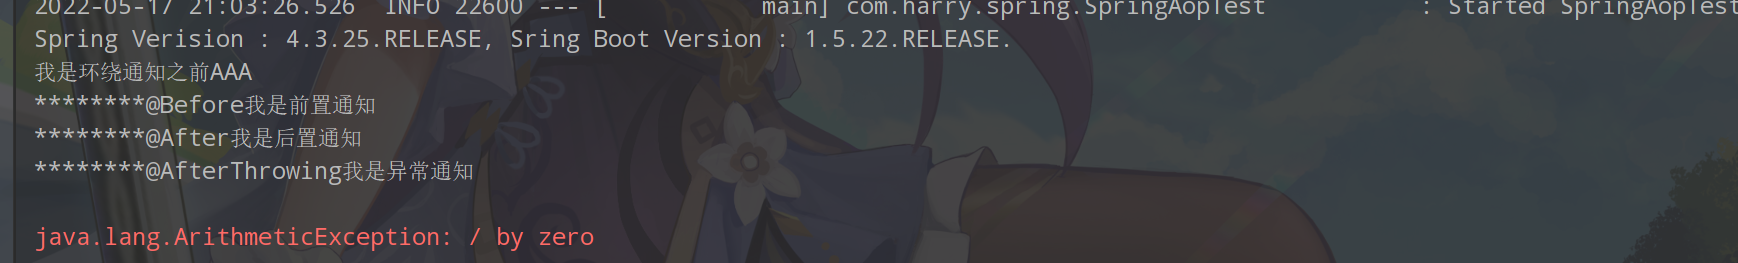 2022-05-17 21:03:26.526  INFO 22600 --- [           main] com.harry.spring.SpringAopTest           : Started SpringAopTest
Spring Verision : 4.3.25.RELEASE, Sring Boot Version : 1.5.22.RELEASE.
我是环绕通知之前AAA
********@Before我是前置通知
********@After我是后置通知
********@AfterThrowing我是异常通知
java.lang.ArithmeticException: / by zero